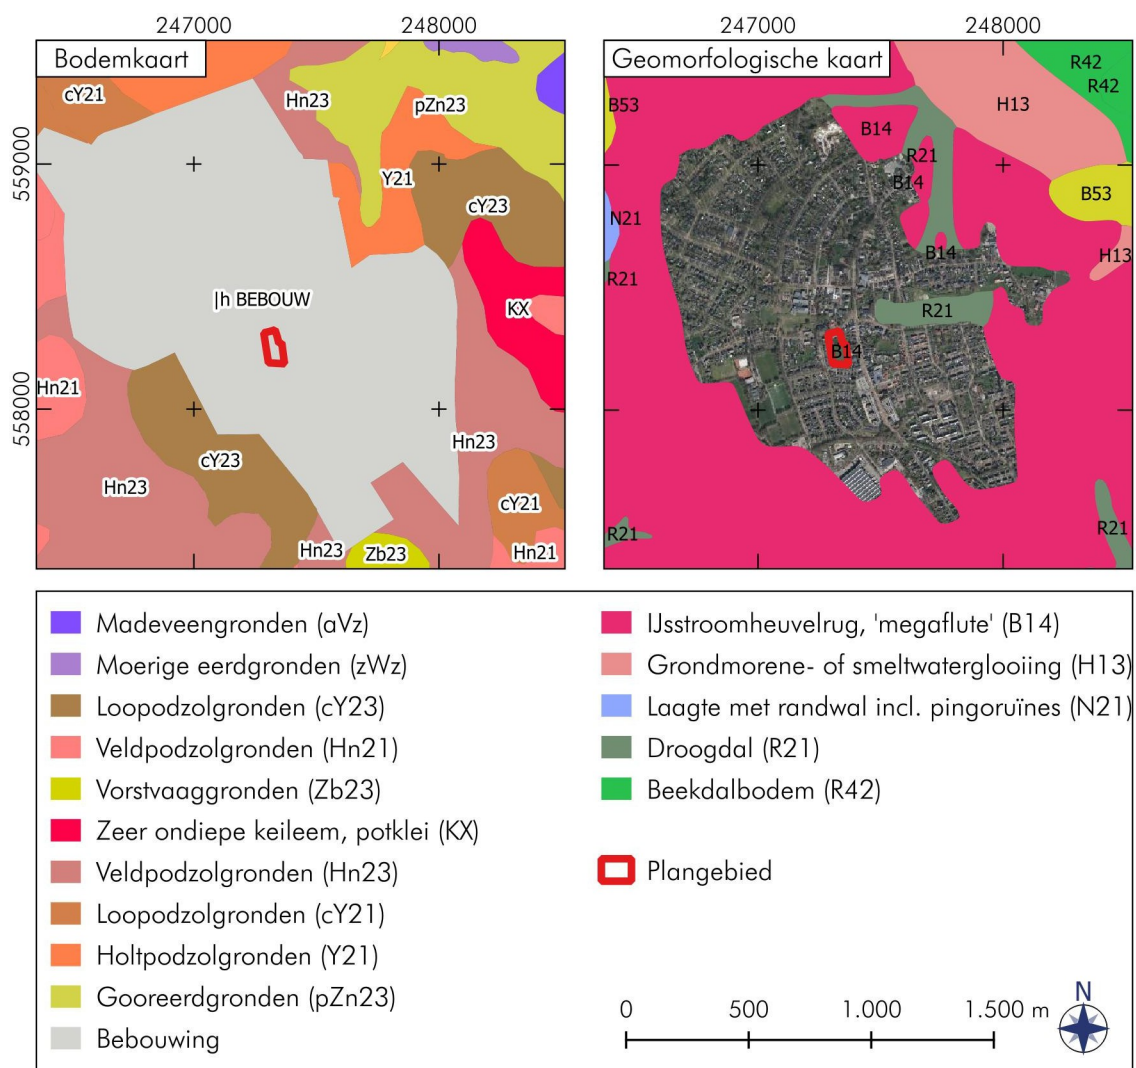 247000
248000
247000
248000
Bodemkaart
Geomorfologische kaart
559000
558000
cY21
Hn23
pZn23
Y21
cY23
|h BEBOUW
KX
Hn21
Hn23
cY23
Hn23
cY21
Hn23
Zb23
Hn21
R42
R42
H13
B53
B14
R21
B14
B53
N21
B14
H13
R21
R21
B14
R21
R21
Madeveengronden (aVz)
Moerige eerdgronden (zWz)
Loopodzolgronden (cY23)
Veldpodzolgronden (Hn21)
Vorstvaaggronden (Zb23)
Zeer ondiepe keileem, potklei (KX)
Veldpodzolgronden (Hn23)
Loopodzolgronden (cY21)
Holtpodzolgronden (Y21)
Gooreerdgronden (pZn23)
Bebouwing
IJsstroomheuvelrug, 'megaflute' (B14)
Grondmorene- of smeltwaterglooiing (H13)
Laagte met randwal incl. pingoruïnes (N21)
Droogdal (R21)
Beekdalbodem (R42)
Plangebied
0
500
1.000
1.500 m
N